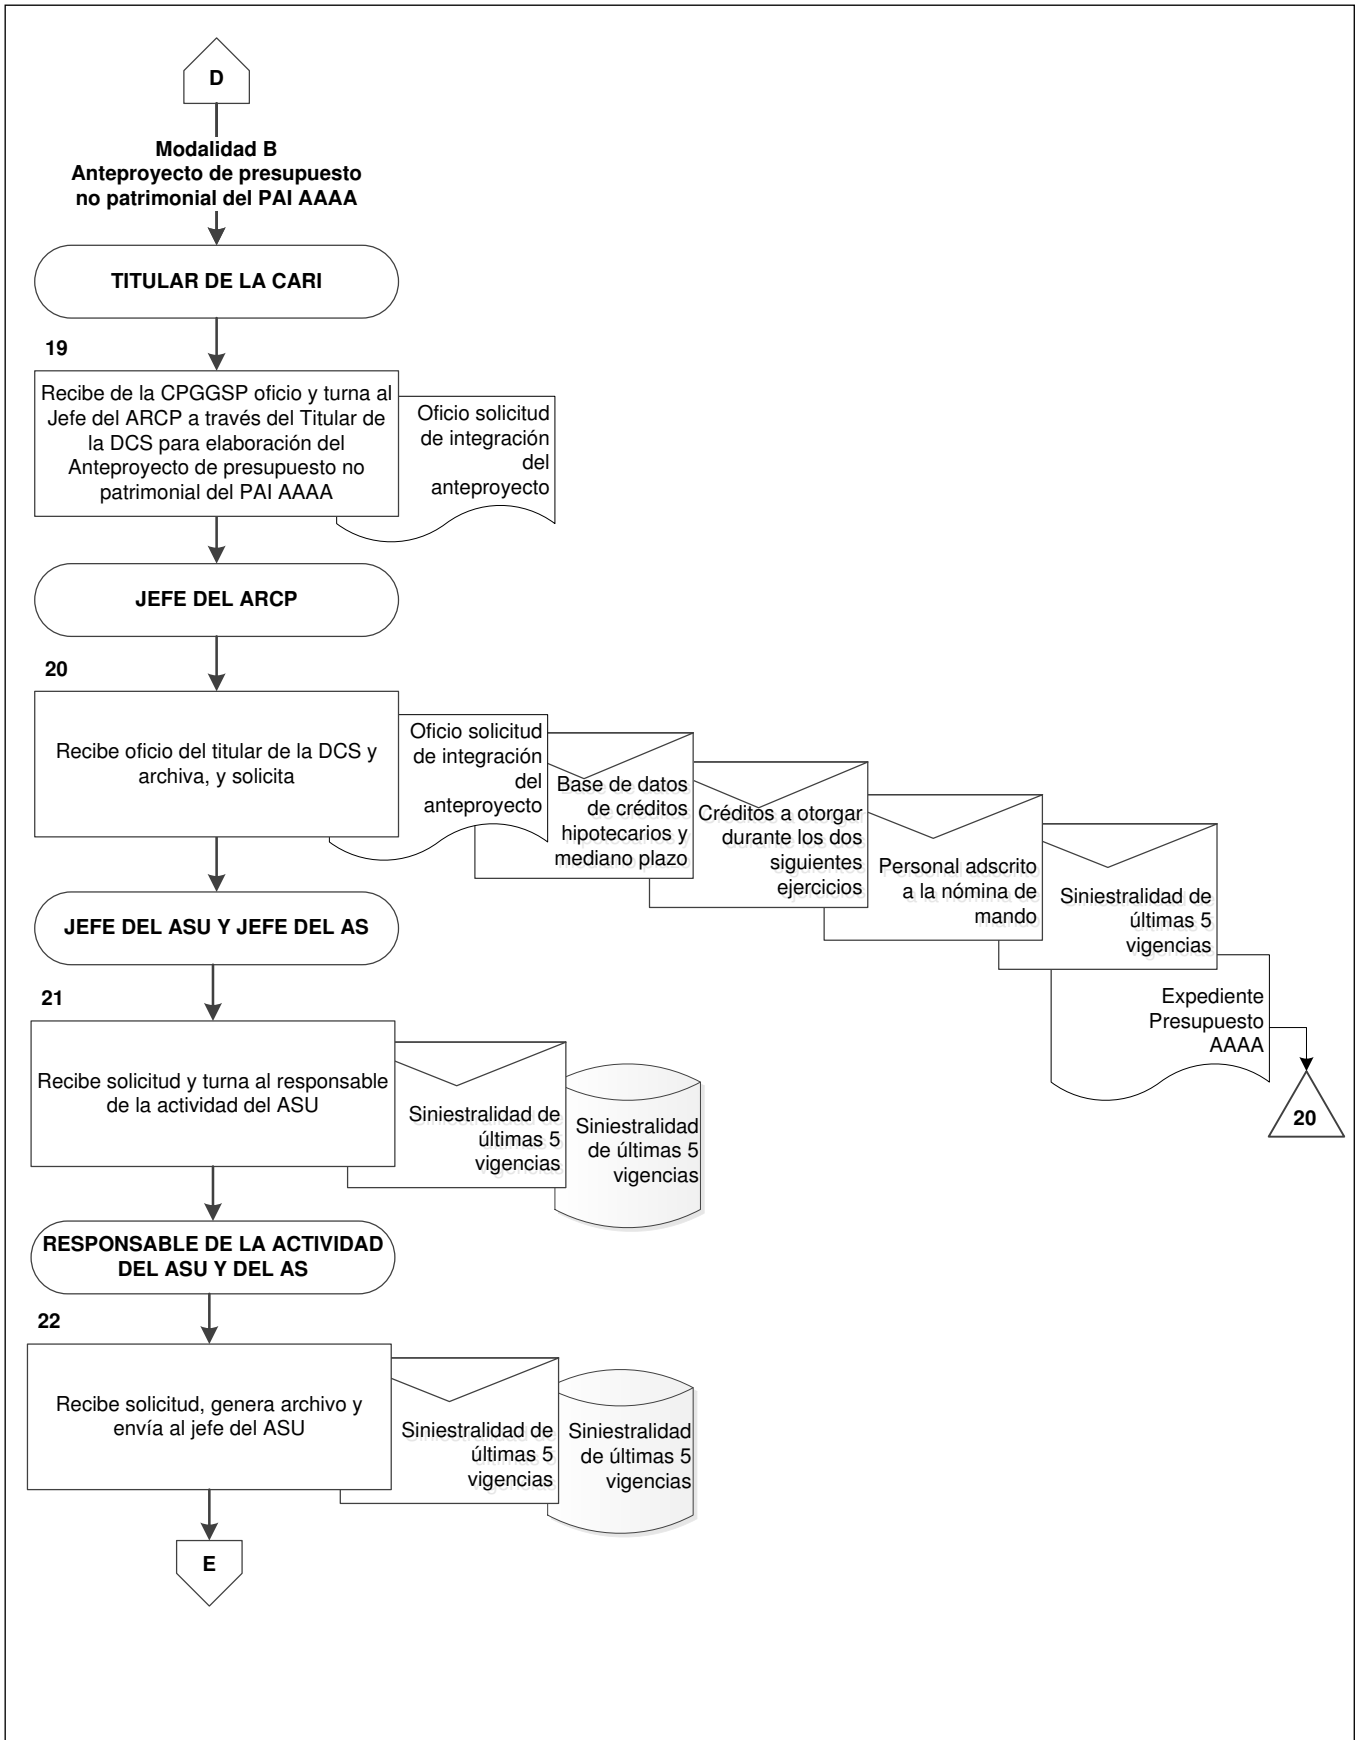 D
Modalidad B
Anteproyecto de presupuesto
no patrimonial del PAI AAAA
TITULAR DE LA CARI
19
Recibe de la CPGGSP oficio y turna al
Jefe del ARCP a través del Titular de
la DCS para elaboración del
Anteproyecto de presupuesto no
patrimonial del PAI AAAA
Oficio solicitud
de integración
del
anteproyecto
JEFE DEL ARCP
20
Recibe oficio del titular de la DCS y
archiva, y solicita
Oficio solicitud
de integración
del
anteproyecto
Base de datos
de créditos
hipotecarios y
mediano plazo
Créditos a otorgar
durante los dos
siguientes
ejercicios
Personal adscrito
a la nómina de
mando
Siniestralidad de
últimas 5
vigencias
Expediente
Presupuesto
AAAA
20
JEFE DEL ASU Y JEFE DEL AS
21
Recibe solicitud y turna al responsable
de la actividad del ASU
Siniestralidad de
últimas 5
vigencias
Siniestralidad
de últimas 5
vigencias
RESPONSABLE DE LA ACTIVIDAD
DEL ASU Y DEL AS
22
Recibe solicitud, genera archivo y
envía al jefe del ASU
Siniestralidad de
últimas 5
vigencias
Siniestralidad
de últimas 5
vigencias
E